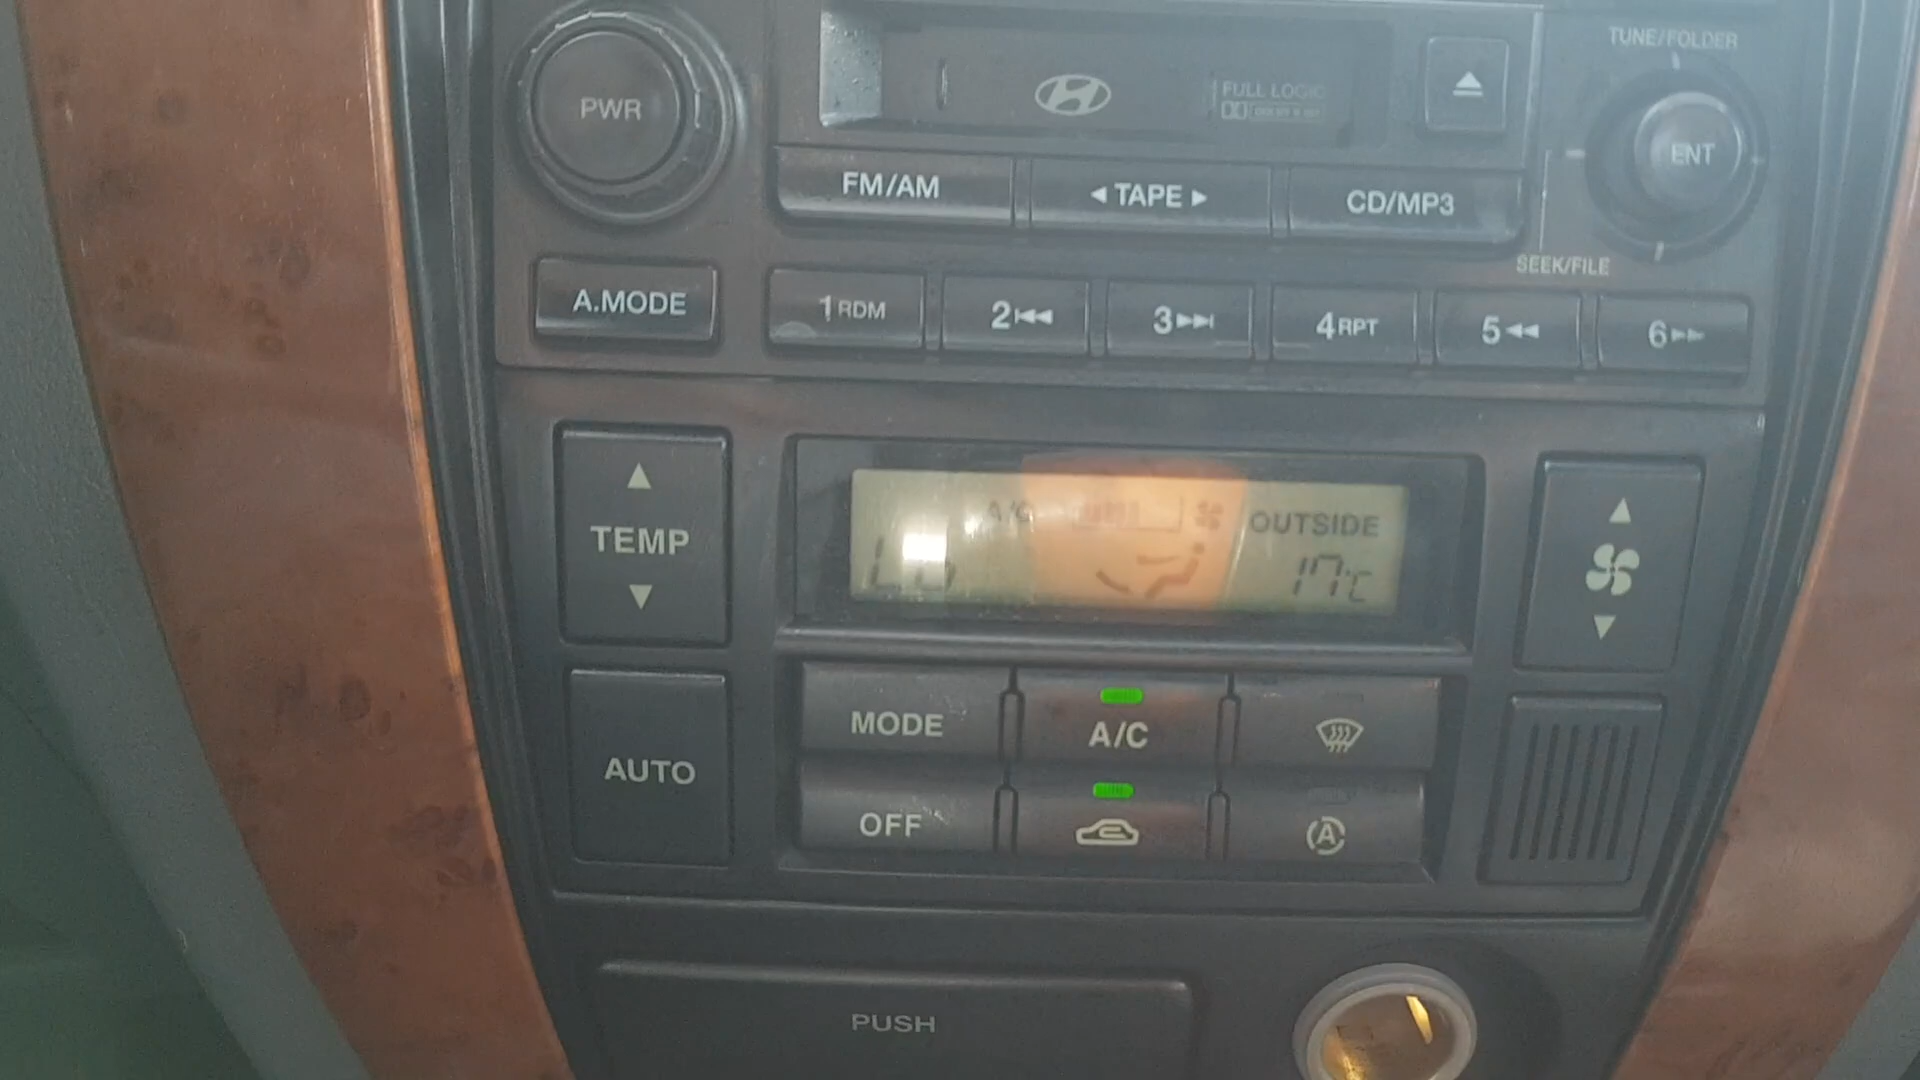 TUNE/FOLDER
PWR
FULL LOGIC
ENT
FM/AM
◀ TAPE ▶
CD/MP3
SEEK/FILE
A.MODE
1 RDM
2
3
4 RPT
5
6
TEMP
A/C
OUTSIDE
Lo
17°C
MODE
A/C
AUTO
OFF
A
PUSH